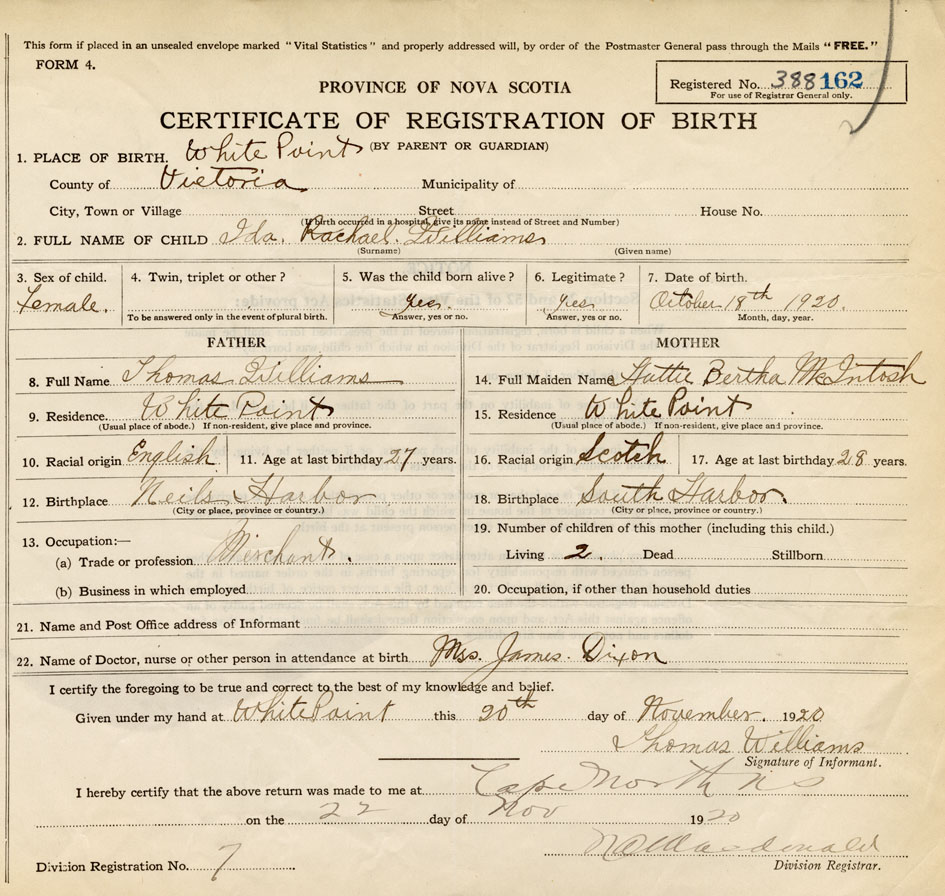 This form if placed in an unsealed envelope marked "Vital Statistics" and properly addressed will, by order of the Postmaster General pass through the Mails "FREE."
FORM 4.
PROVINCE OF NOVA SCOTIA
Registered No. 388162
For use of Registrar General only.
CERTIFICATE OF REGISTRATION OF BIRTH
(BY PARENT OR GUARDIAN)
1. PLACE OF BIRTH. White Point
County of Victoria Municipality of
City, Town or Village Street House No.
(If birth occurred in a hospital, give its name instead of Street and Number)
2. FULL NAME OF CHILD Ida. Rachael. Williams
(Surname) (Given name)
3. Sex of child. 4. Twin, triplet or other? 5. Was the child born alive? 6. Legitimate? 7. Date of birth.
Female. yes. yes. October 18th 1920.
To be answered only in the event of plural birth. Answer, yes or no. Answer, yes or no. Month, day, year.
FATHER MOTHER
8. Full Name Thomas Williams 14. Full Maiden Name Hattie Bertha McIntosh
9. Residence. White Point 15. Residence White Point
(Usual place of abode.) If non-resident, give place and province. (Usual place of abode.) If non-resident, give place and province.
10. Racial origin English 11. Age at last birthday 27 years. 16. Racial origin Scotch 17. Age at last birthday 28 years.
12. Birthplace Neils Harbor 18. Birthplace South Harbor.
(City or place, province or country.) (City or place, province or country.)
13. Occupation:— 19. Number of children of this mother (including this child.)
(a) Trade or profession Merchant. Living 2. Dead Stillborn
(b) Business in which employed 20. Occupation, if other than household duties
21. Name and Post Office address of Informant
22. Name of Doctor, nurse or other person in attendance at birth Mrs. James. Dixon
I certify the foregoing to be true and correct to the best of my knowledge and belief.
Given under my hand at White Point this 20th day of November. 1920
Thomas Williams
Signature of Informant.
I hereby certify that the above return was made to me at Cape North N S
on the 22 day of Nov 1920
Macdonald
Division Registration No. 7 Division Registrar.